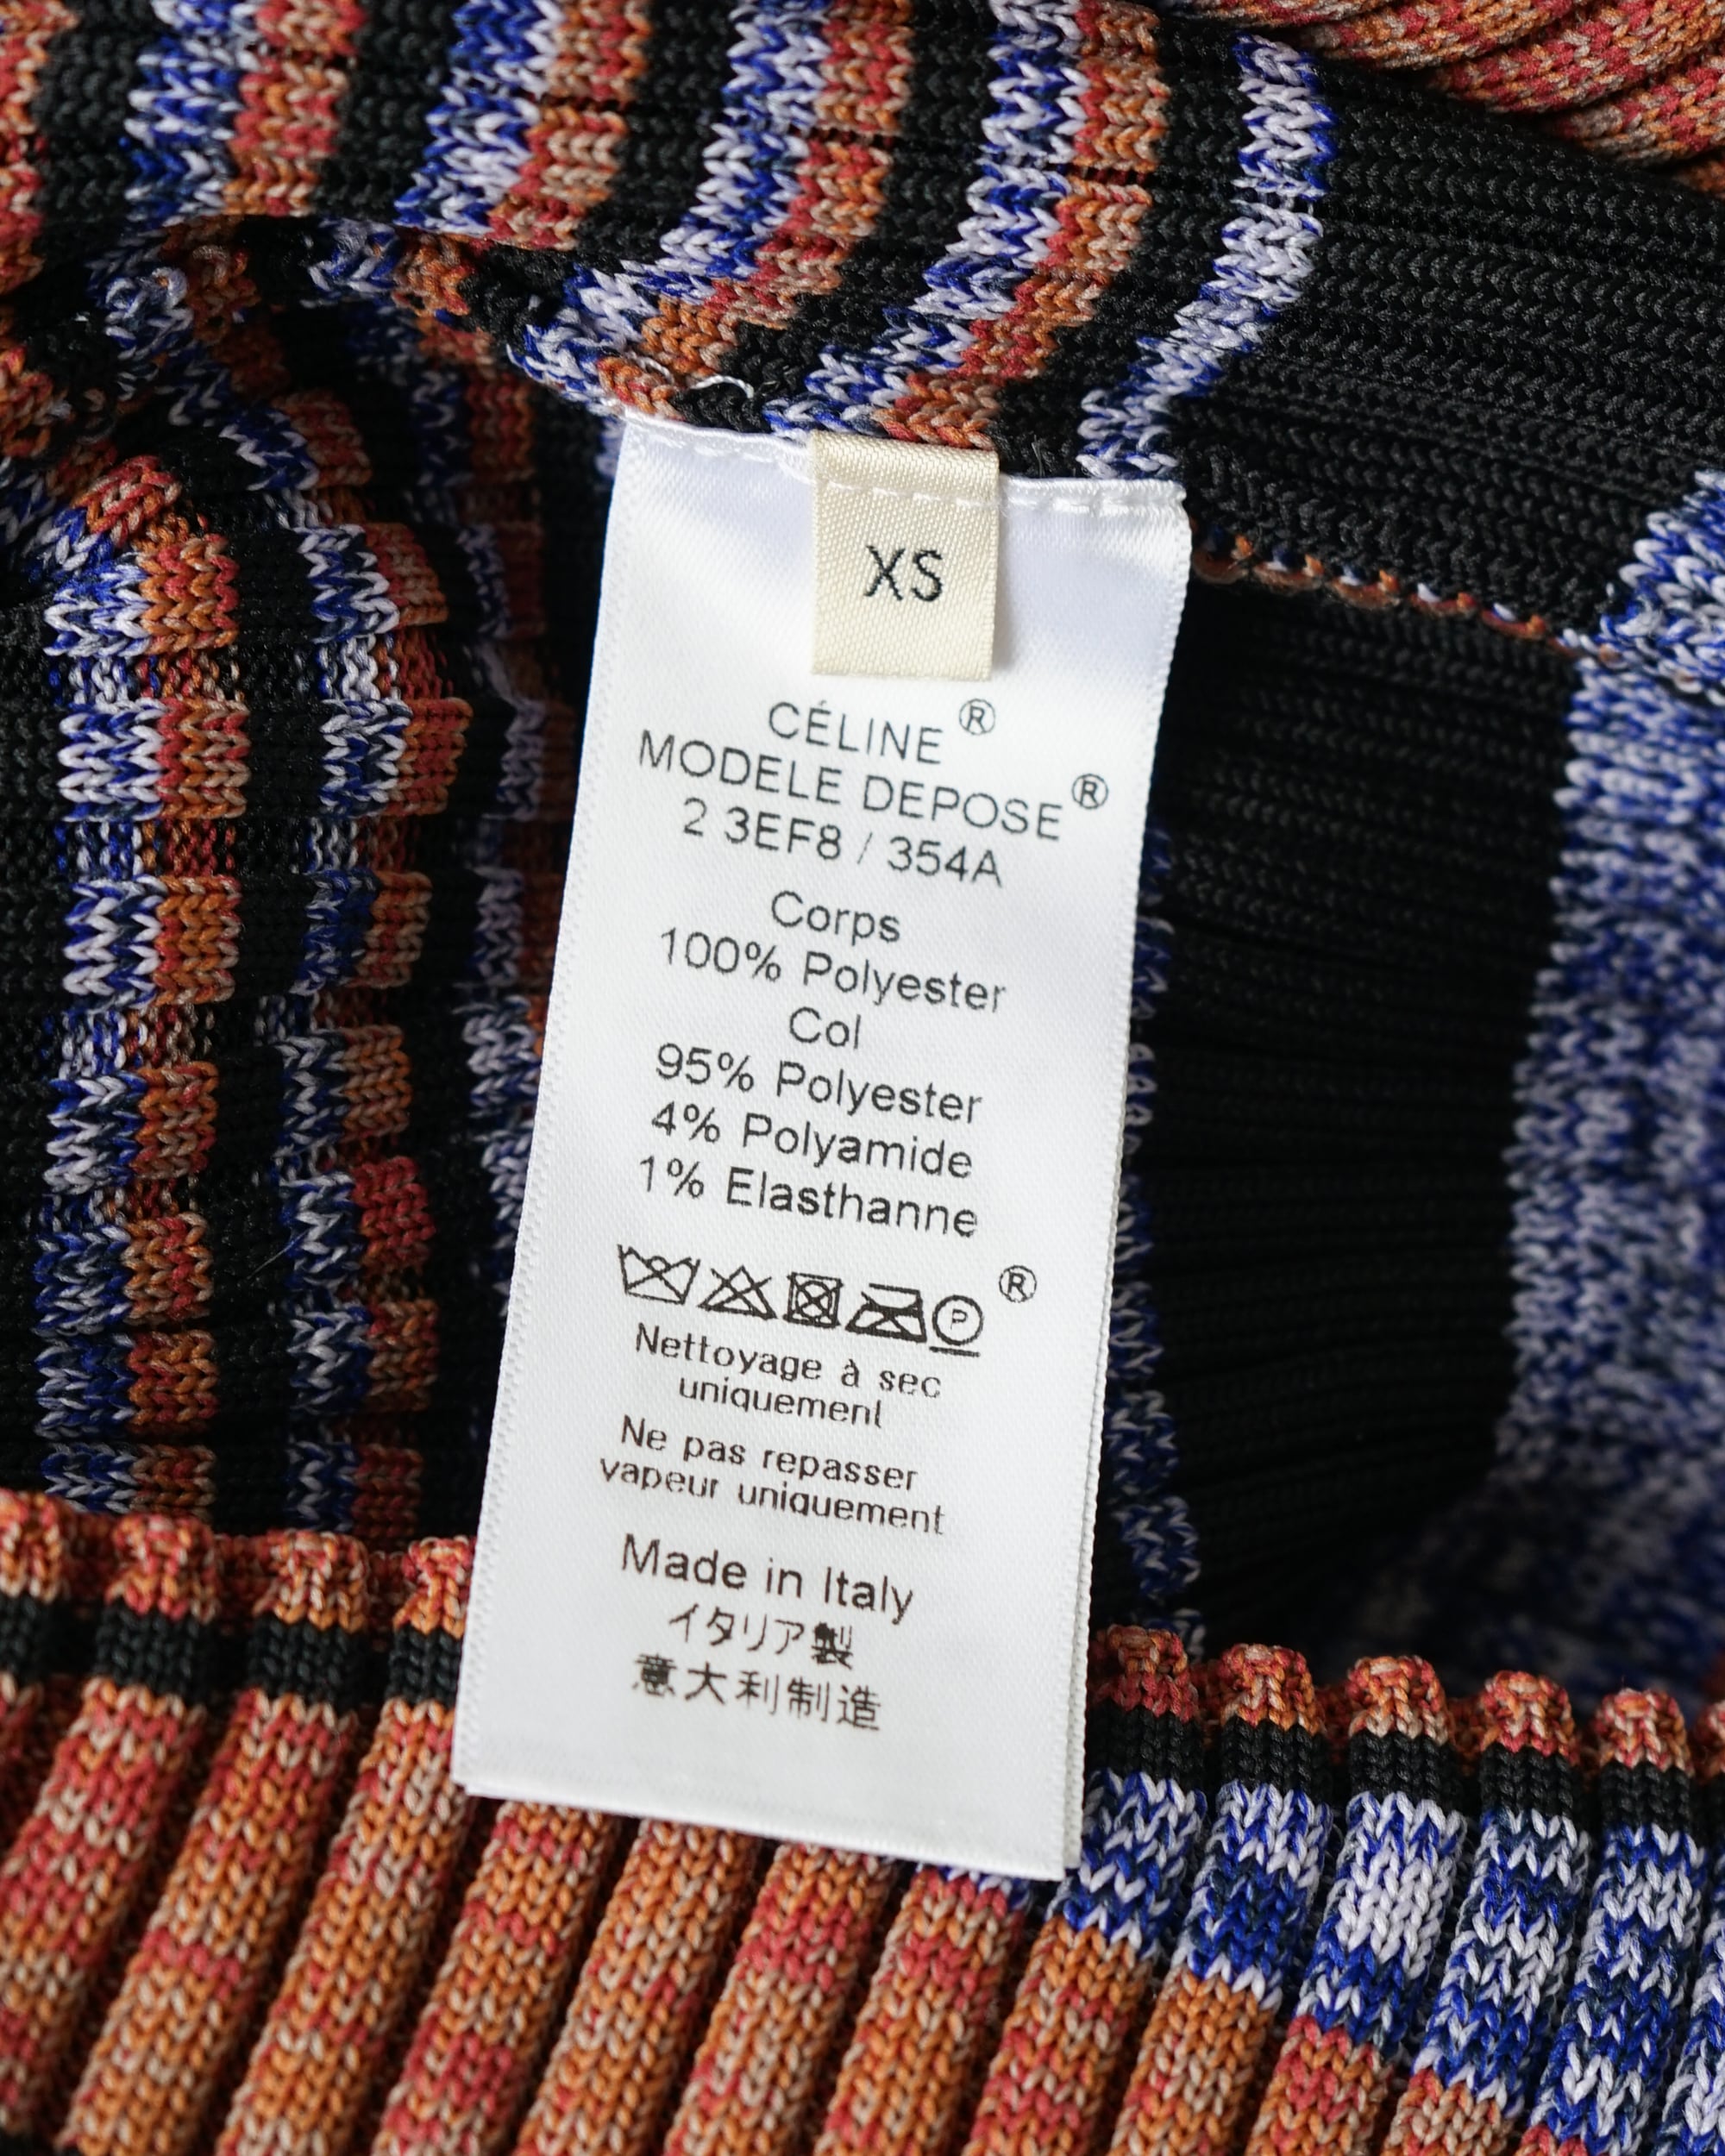 XS
CÉLINE ®
MODELE DEPOSE ®
2 3EF8 / 354A
Corps
100% Polyester
Col
95% Polyester
4% Polyamide
1% Elasthanne
®
P
Nettoyage à sec
uniquement
Ne pas repasser
vapeur uniquement
Made in Italy
イタリア製
意大利制造